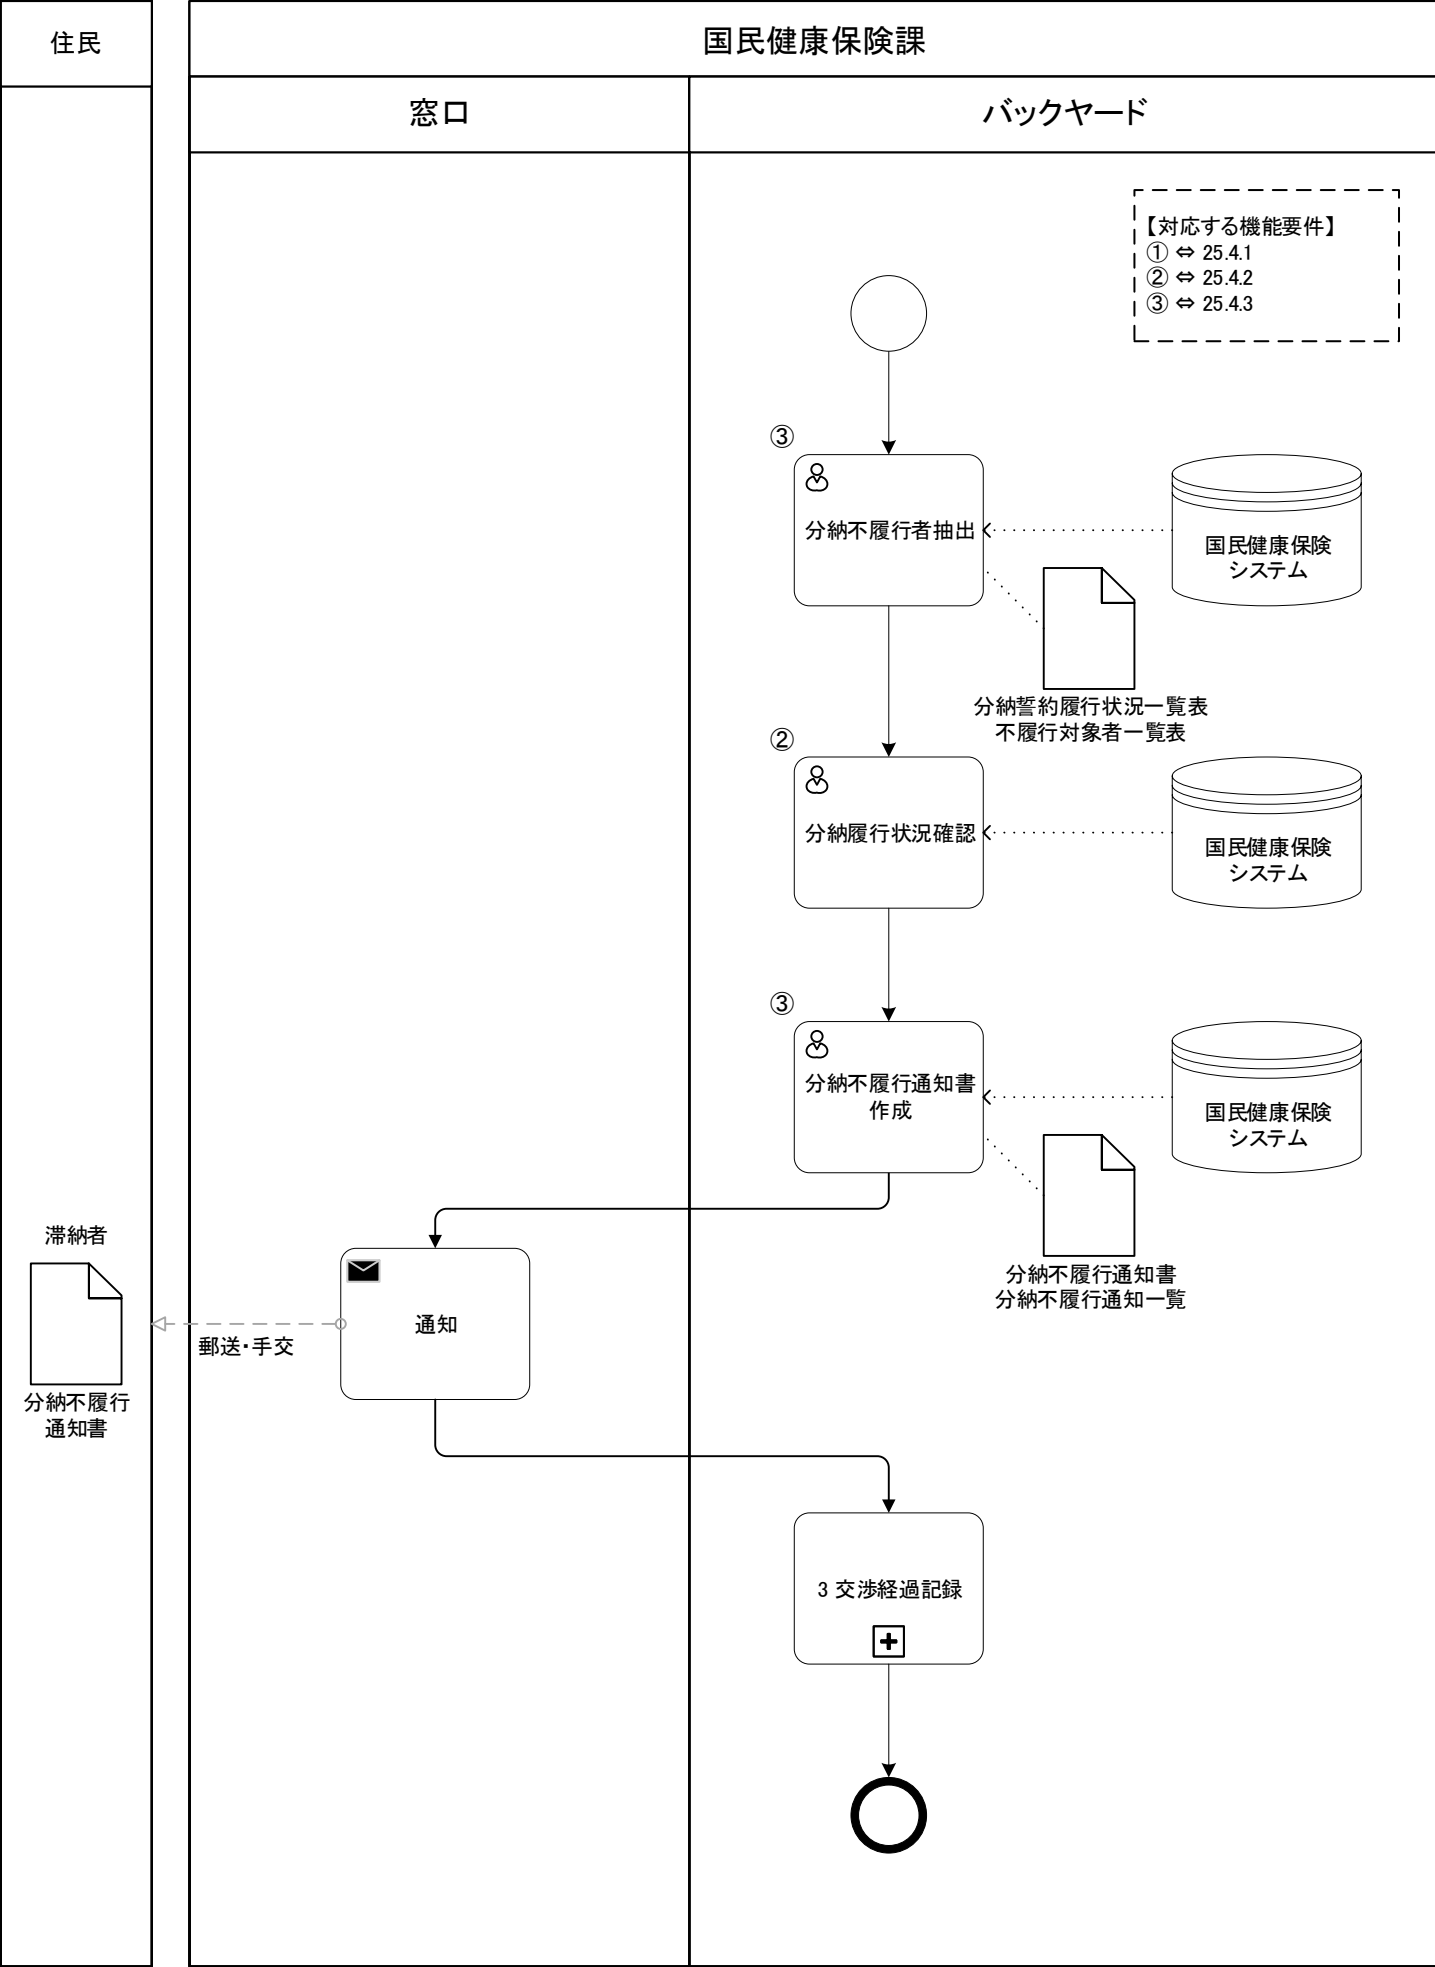 住民
国民健康保険課
窓口
バックヤード
【対応する機能要件】
① ⇔ 25.4.1
② ⇔ 25.4.2
③ ⇔ 25.4.3
③
分納不履行者抽出
国民健康保険
システム
分納誓約履行状況一覧表
不履行対象者一覧表
②
分納履行状況確認
国民健康保険
システム
③
分納不履行通知書
作成
国民健康保険
システム
分納不履行通知書
分納不履行通知一覧
滞納者
分納不履行
通知書
郵送・手交
通知
3 交渉経過記録